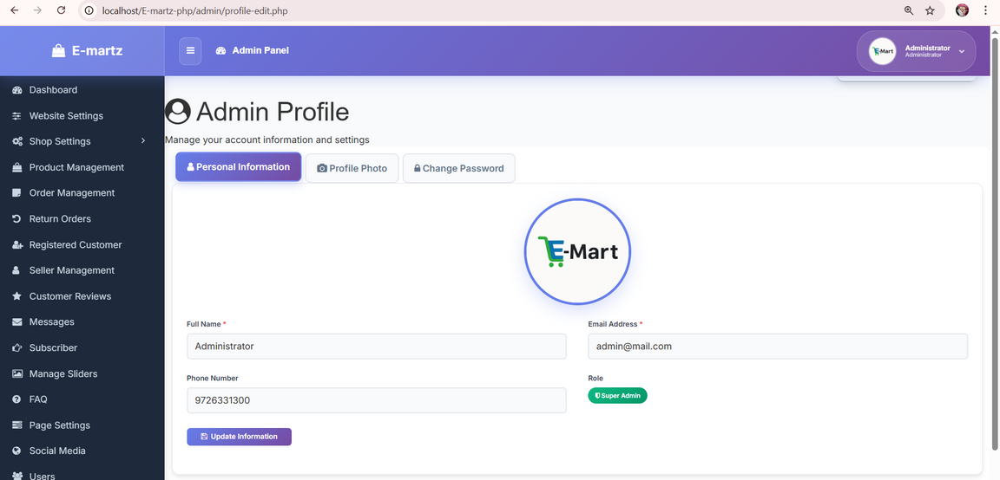 localhost/E-martz-php/admin/profile-edit.php
E-martz
Admin Panel
E-Mart
Administrator
Administrator
Dashboard
Website Settings
Shop Settings
Product Management
Order Management
Return Orders
Registered Customer
Seller Management
Customer Reviews
Messages
Subscriber
Manage Sliders
FAQ
Page Settings
Social Media
Users
Admin Profile
Manage your account information and settings
Personal Information
Profile Photo
Change Password
E-Mart
Full Name *
Administrator
Email Address *
admin@mail.com
Phone Number
9726331300
Role
Super Admin
Update Information